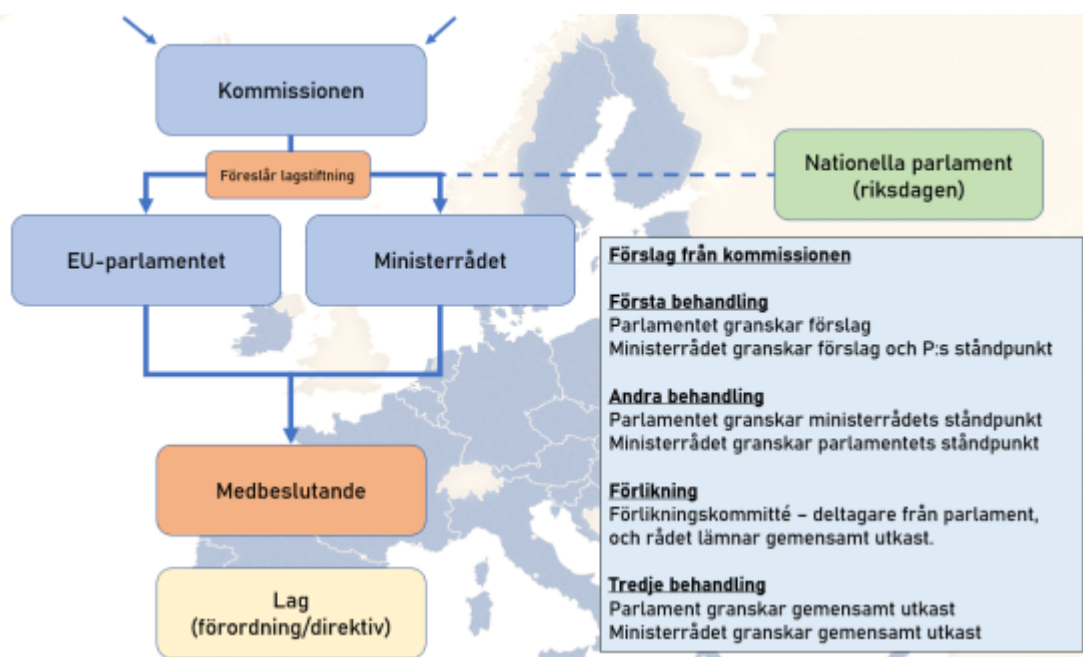 Kommissionen
Föreslår lagstiftning
Nationella parlament
(riksdagen)
EU-parlamentet
Ministerrådet
Förslag från kommissionen
Första behandling
Parlamentet granskar förslag
Ministerrådet granskar förslag och P:s ståndpunkt
Andra behandling
Parlamentet granskar ministerrådets ståndpunkt
Ministerrådet granskar parlamentets ståndpunkt
Förlikning
Förlikningskommitté – deltagare från parlament,
och rådet lämnar gemensamt utkast.
Tredje behandling
Parlament granskar gemensamt utkast
Ministerrådet granskar gemensamt utkast
Medbeslutande
Lag
(förordning/direktiv)